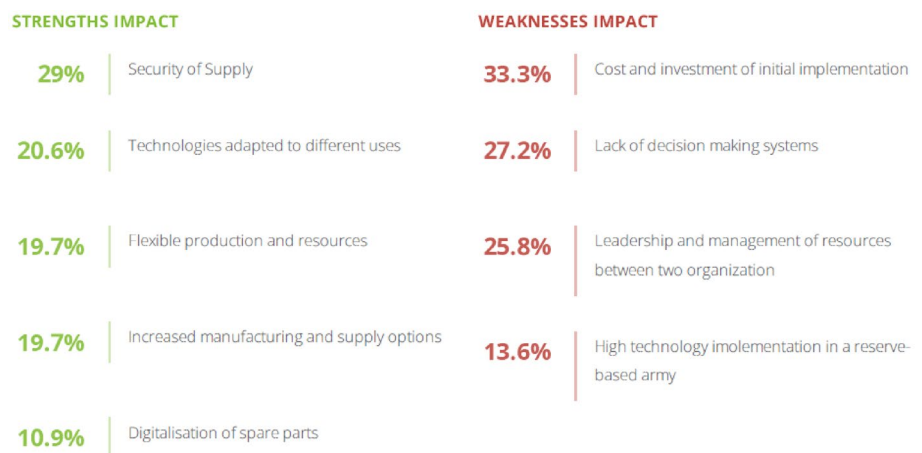 STRENGTHS IMPACT
29%
Security of Supply
20.6%
Technologies adapted to different uses
19.7%
Flexible production and resources
19.7%
Increased manufacturing and supply options
10.9%
Digitalisation of spare parts
WEAKNESSES IMPACT
33.3%
Cost and investment of initial implementation
27.2%
Lack of decision making systems
25.8%
Leadership and management of resources
between two organization
13.6%
High technology imolementation in a reserve-
based army